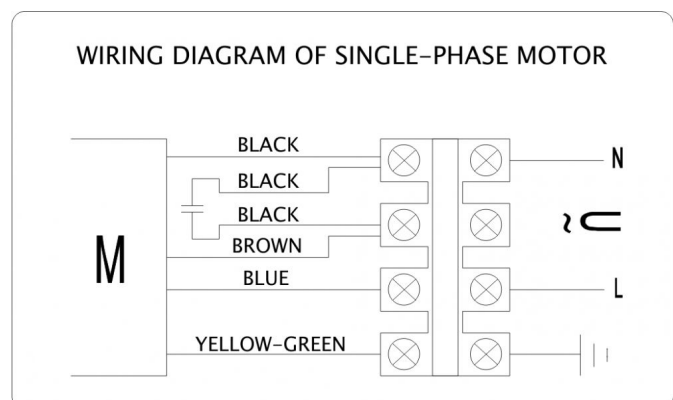 WIRING DIAGRAM OF SINGLE-PHASE MOTOR
BLACK
N
BLACK
BLACK
U~
BROWN
M
BLUE
L
YELLOW-GREEN